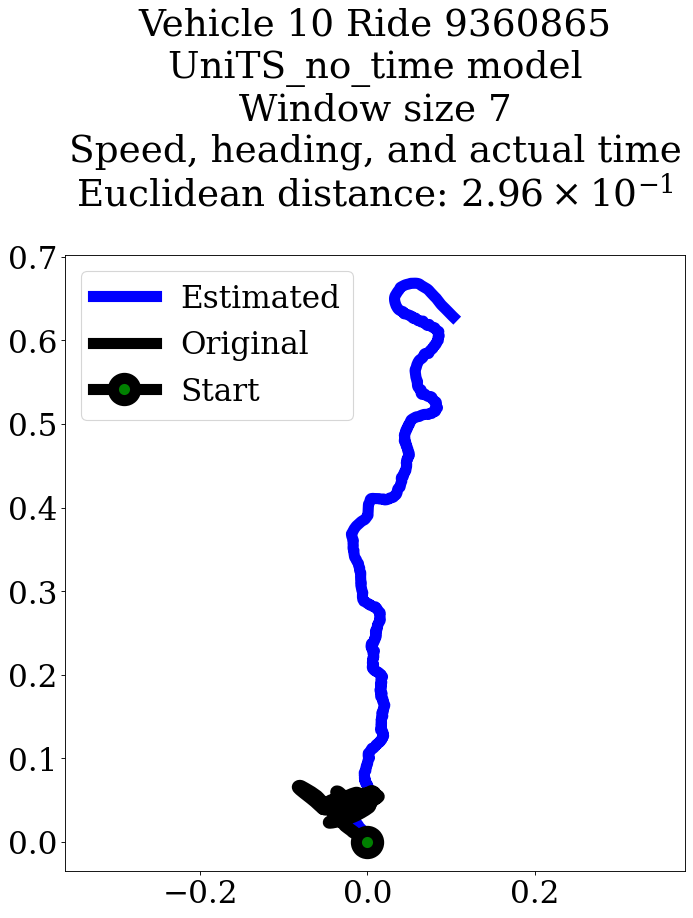 Vehicle 10 Ride 9360865
UniTS_no_time model
Window size 7
Speed, heading, and actual time
Euclidean distance: 2.96 × 10⁻¹
0.7
0.6
0.5
0.4
0.3
0.2
0.1
0.0
Estimated
Original
Start
−0.2
0.0
0.2